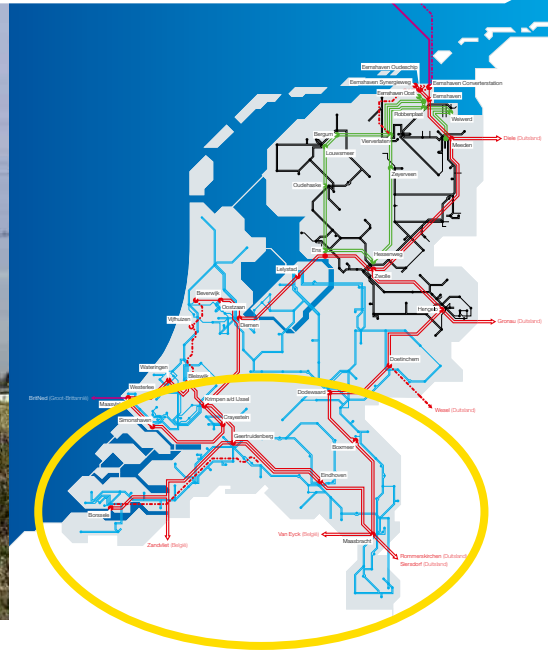 Eemshaven Oudeschip
Eemshaven Synergieweg
Eemshaven Converterstation
Eemshaven Oost
Eemshaven
Robbenplaat
Weiwerd
Bergum
Vierverlaten
Meeden
Diele (Duitsland)
Louwsmeer
Zeyerveen
Oudehaske
Ens
Hessenweg
Lelystad
Zwolle
Beverwijk
Oostzaan
Hengelo
Vijfhuizen
Diemen
Gronau (Duitsland)
Doetinchem
Wateringen
Bleiswijk
Westerlee
Dodewaard
BritNed (Groot-Brittannië)
Maasvlakte
Krimpen a/d IJssel
Wesel (Duitsland)
Simonshaven
Crayestein
Geertruidenberg
Boxmeer
Eindhoven
Borssele
Van Eyck (België)
Maasbracht
Zandvliet (België)
Rommerskirchen (Duitsland)
Siersdorf (Duitsland)